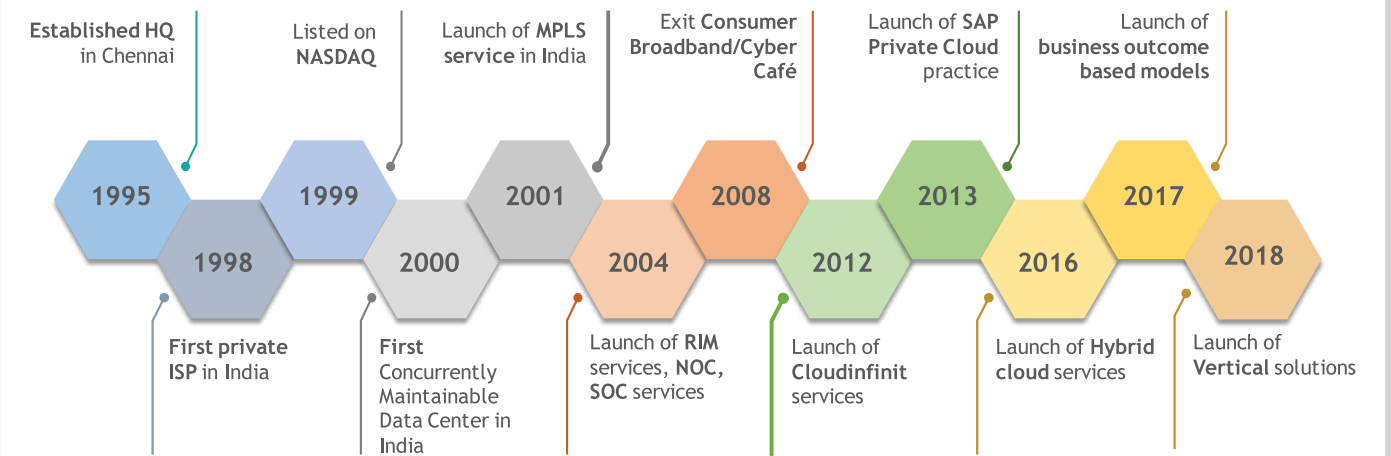 Established HQ
in Chennai
Listed on
NASDAQ
Launch of MPLS
service in India
Exit Consumer
Broadband/Cyber
Café
Launch of SAP
Private Cloud
practice
Launch of
business outcome
based models
1995
1999
2001
2008
2013
2017
1998
2000
2004
2012
2016
2018
First private
ISP in India
First
Concurrently
Maintainable
Data Center in
India
Launch of RIM
services, NOC,
SOC services
Launch of
Cloudinfinit
services
Launch of Hybrid
cloud services
Launch of
Vertical solutions